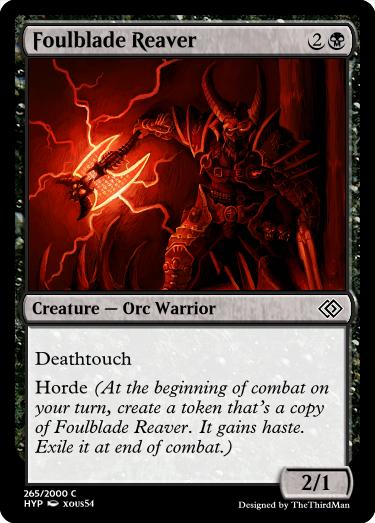 Foulblade Reaver 2
Creature — Orc Warrior
Deathtouch
Horde (At the beginning of combat on
your turn, create a token that's a copy
of Foulblade Reaver. It gains haste.
Exile it at end of combat.)
2/1
265/2000 C
HYP XOUS54
Designed by TheThirdMan